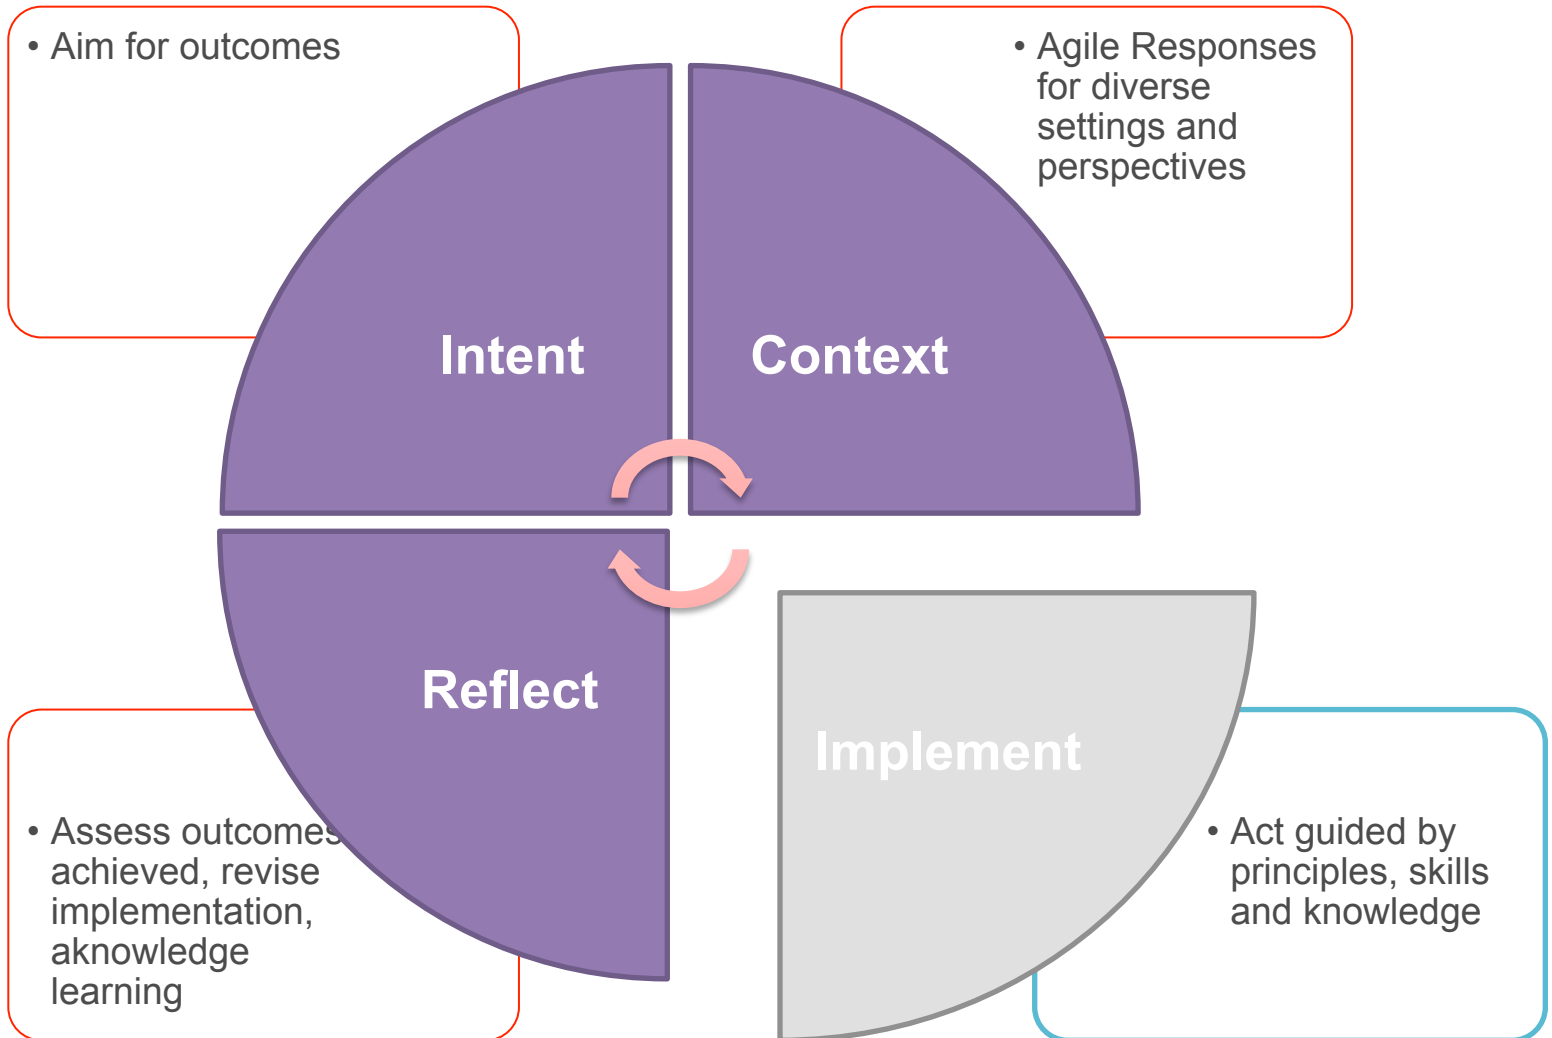 • Aim for outcomes
• Agile Responses
for diverse
settings and
perspectives
Intent
Context
Reflect
Implement
• Assess outcomes
achieved, revise
implementation,
aknowledge
learning
• Act guided by
principles, skills
and knowledge